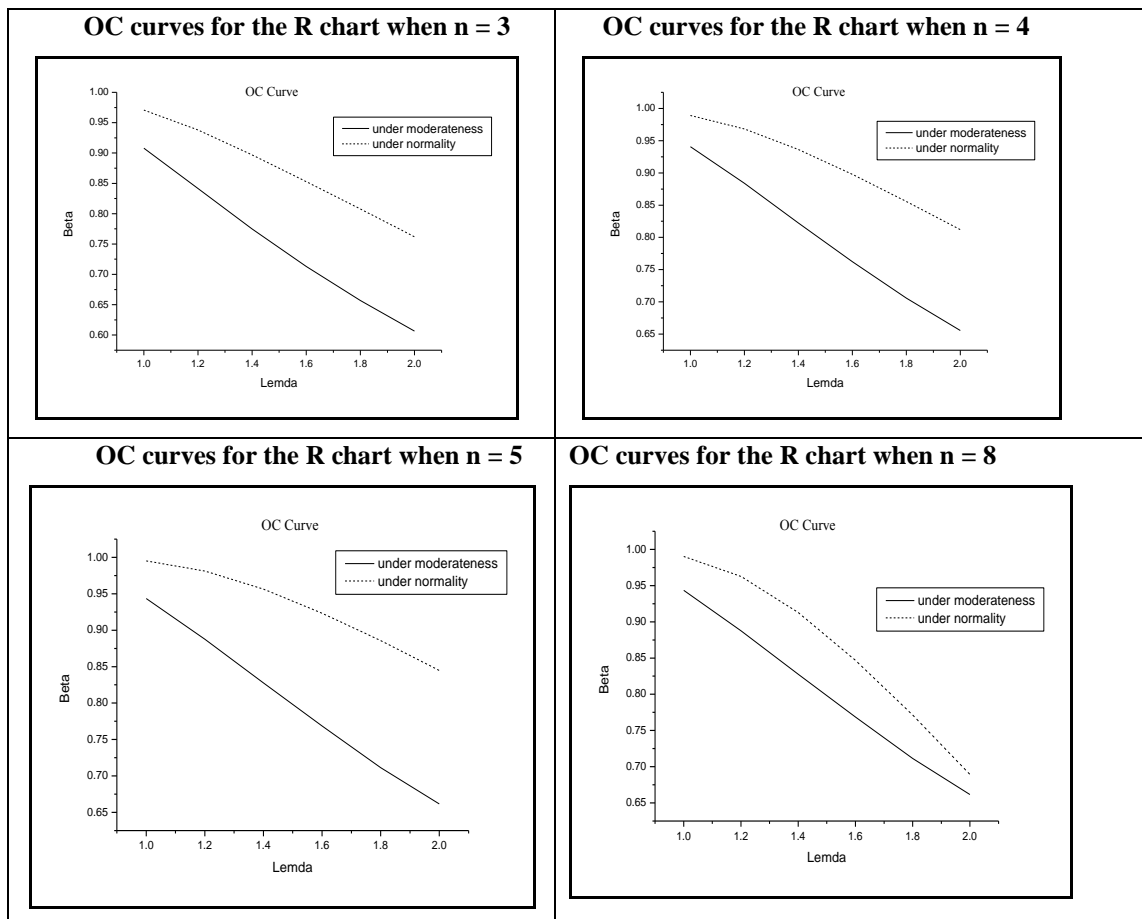 OC curves for the R chart when n = 3
OC Curve
under moderateness
under normality
Beta
1.00
0.95
0.90
0.85
0.80
0.75
0.70
0.65
0.60
1.0 1.2 1.4 1.6 1.8 2.0
Lemda
OC curves for the R chart when n = 4
OC Curve
under moderateness
under normality
Beta
1.00
0.95
0.90
0.85
0.80
0.75
0.70
0.65
1.0 1.2 1.4 1.6 1.8 2.0
Lemda
OC curves for the R chart when n = 5
OC Curve
under moderateness
under normality
Beta
1.00
0.95
0.90
0.85
0.80
0.75
0.70
0.65
1.0 1.2 1.4 1.6 1.8 2.0
Lemda
OC curves for the R chart when n = 8
OC Curve
under moderateness
under normality
Beta
1.00
0.95
0.90
0.85
0.80
0.75
0.70
0.65
1.0 1.2 1.4 1.6 1.8 2.0
Lemda